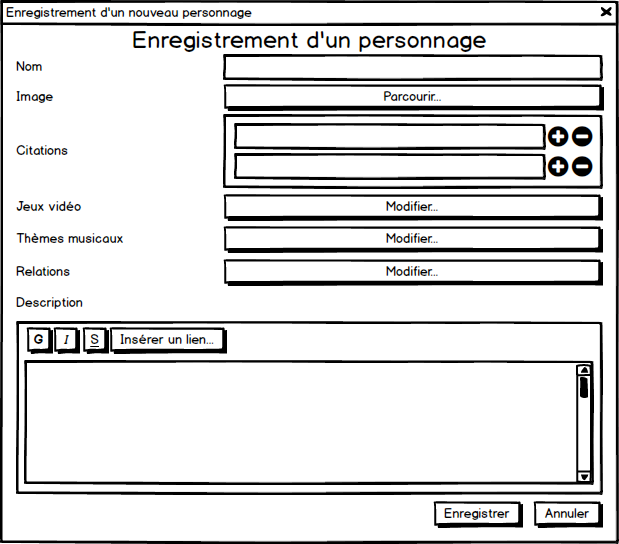 Enregistrement d'un nouveau personnage
Enregistrement d'un personnage
Nom
Image
Parcourir...
Citations
Jeux vidéo
Modifier...
Thèmes musicaux
Modifier...
Relations
Modifier...
Description
G I S Insérer un lien...
Enregistrer Annuler